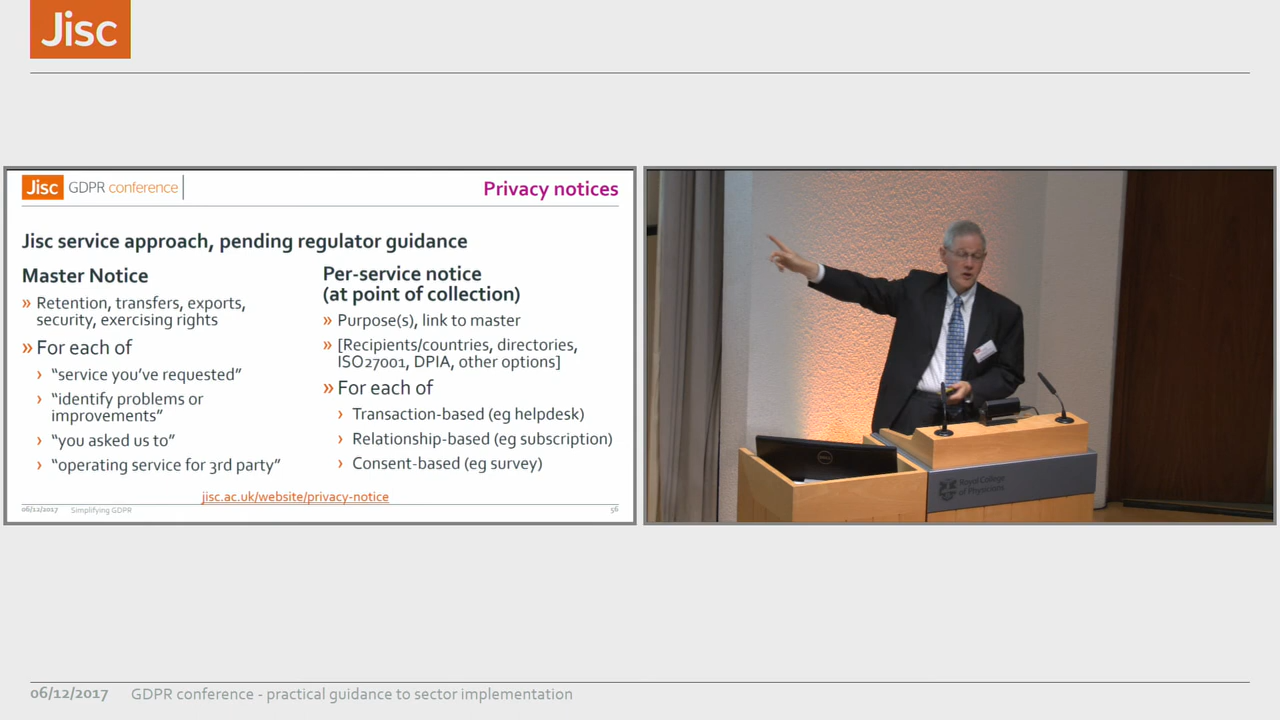 Jisc
Jisc GDPR conference
Privacy notices
Jisc service approach, pending regulator guidance
Master Notice
» Retention, transfers, exports,
security, exercising rights
» For each of
› “service you’ve requested”
› “identify problems or
improvements”
› “you asked us to”
› “operating service for 3rd party”
Per-service notice
(at point of collection)
» Purpose(s), link to master
» [Recipients/countries, directories,
ISO27001, DPIA, other options]
» For each of
› Transaction-based (eg helpdesk)
› Relationship-based (eg subscription)
› Consent-based (eg survey)
jisc.ac.uk/website/privacy-notice
06/12/2017 Simplifying GDPR 56
Royal College
of Physicians
06/12/2017 GDPR conference - practical guidance to sector implementation